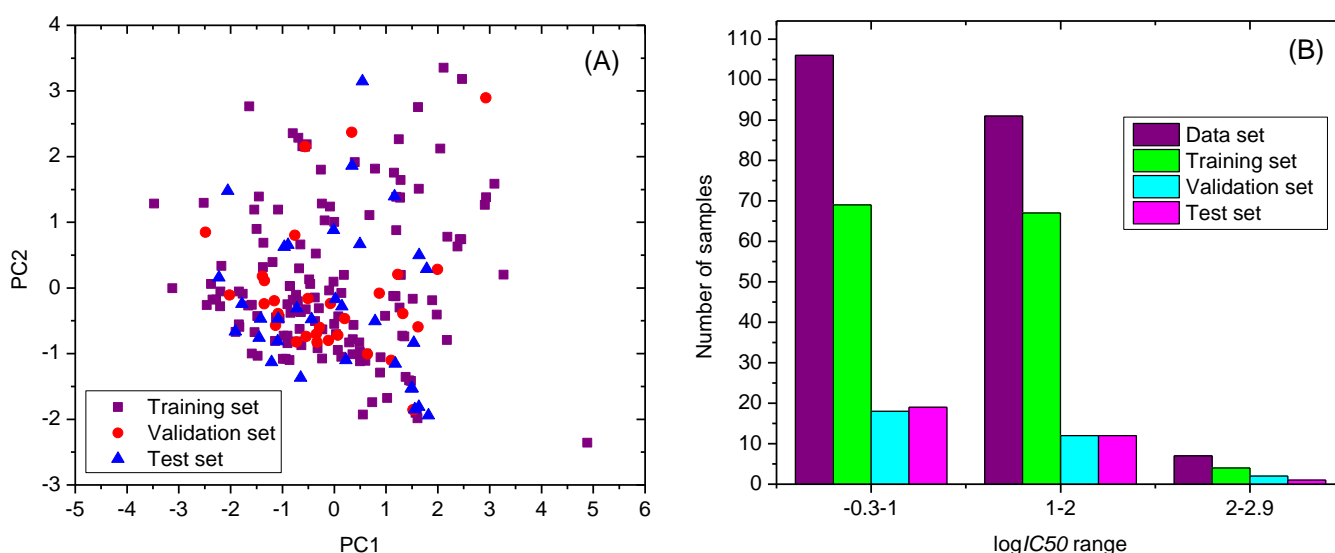 (A)
4
3
2
1
0
-1
-2
-3
PC2
-5 -4 -3 -2 -1 0 1 2 3 4 5 6
PC1
Training set
Validation set
Test set
(B)
110
100
90
80
70
60
50
40
30
20
10
0
Number of samples
Data set
Training set
Validation set
Test set
-0.3-1 1-2 2-2.9
logIC50 range